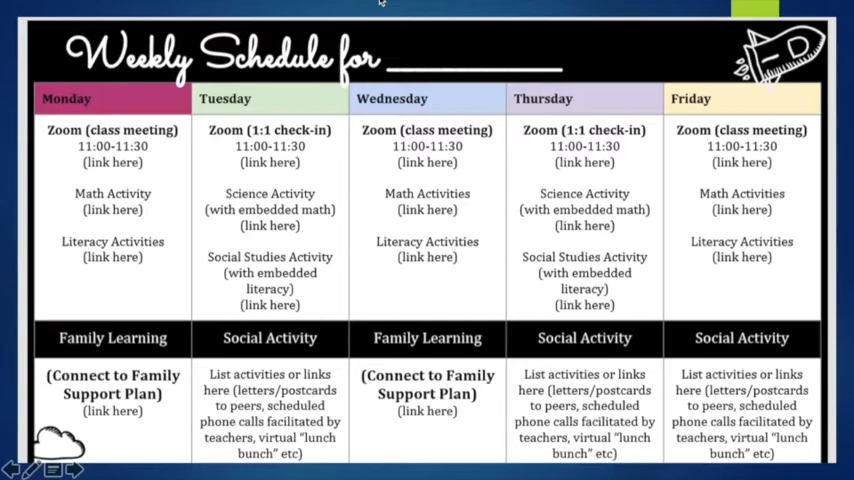 Weekly Schedule for ___________
Monday
Tuesday
Wednesday
Thursday
Friday
Zoom (class meeting)
11:00-11:30
(link here)
Math Activity
(link here)
Literacy Activities
(link here)
Zoom (1:1 check-in)
11:00-11:30
(link here)
Science Activity
(with embedded math)
(link here)
Social Studies Activity
(with embedded
literacy)
(link here)
Zoom (class meeting)
11:00-11:30
(link here)
Math Activities
(link here)
Literacy Activities
(link here)
Zoom (1:1 check-in)
11:00-11:30
(link here)
Science Activity
(with embedded math)
(link here)
Social Studies Activity
(with embedded
literacy)
(link here)
Zoom (class meeting)
11:00-11:30
(link here)
Math Activities
(link here)
Literacy Activities
(link here)
Family Learning
Social Activity
Family Learning
Social Activity
Social Activity
(Connect to Family
Support Plan)
(link here)
List activities or links
here (letters/postcards
to peers, scheduled
phone calls facilitated by
teachers, virtual “lunch
bunch” etc)
(Connect to Family
Support Plan)
(link here)
List activities or links
here (letters/postcards
to peers, scheduled
phone calls facilitated by
teachers, virtual “lunch
bunch” etc)
List activities or links
here (letters/postcards
to peers, scheduled
phone calls facilitated by
teachers, virtual “lunch
bunch” etc)